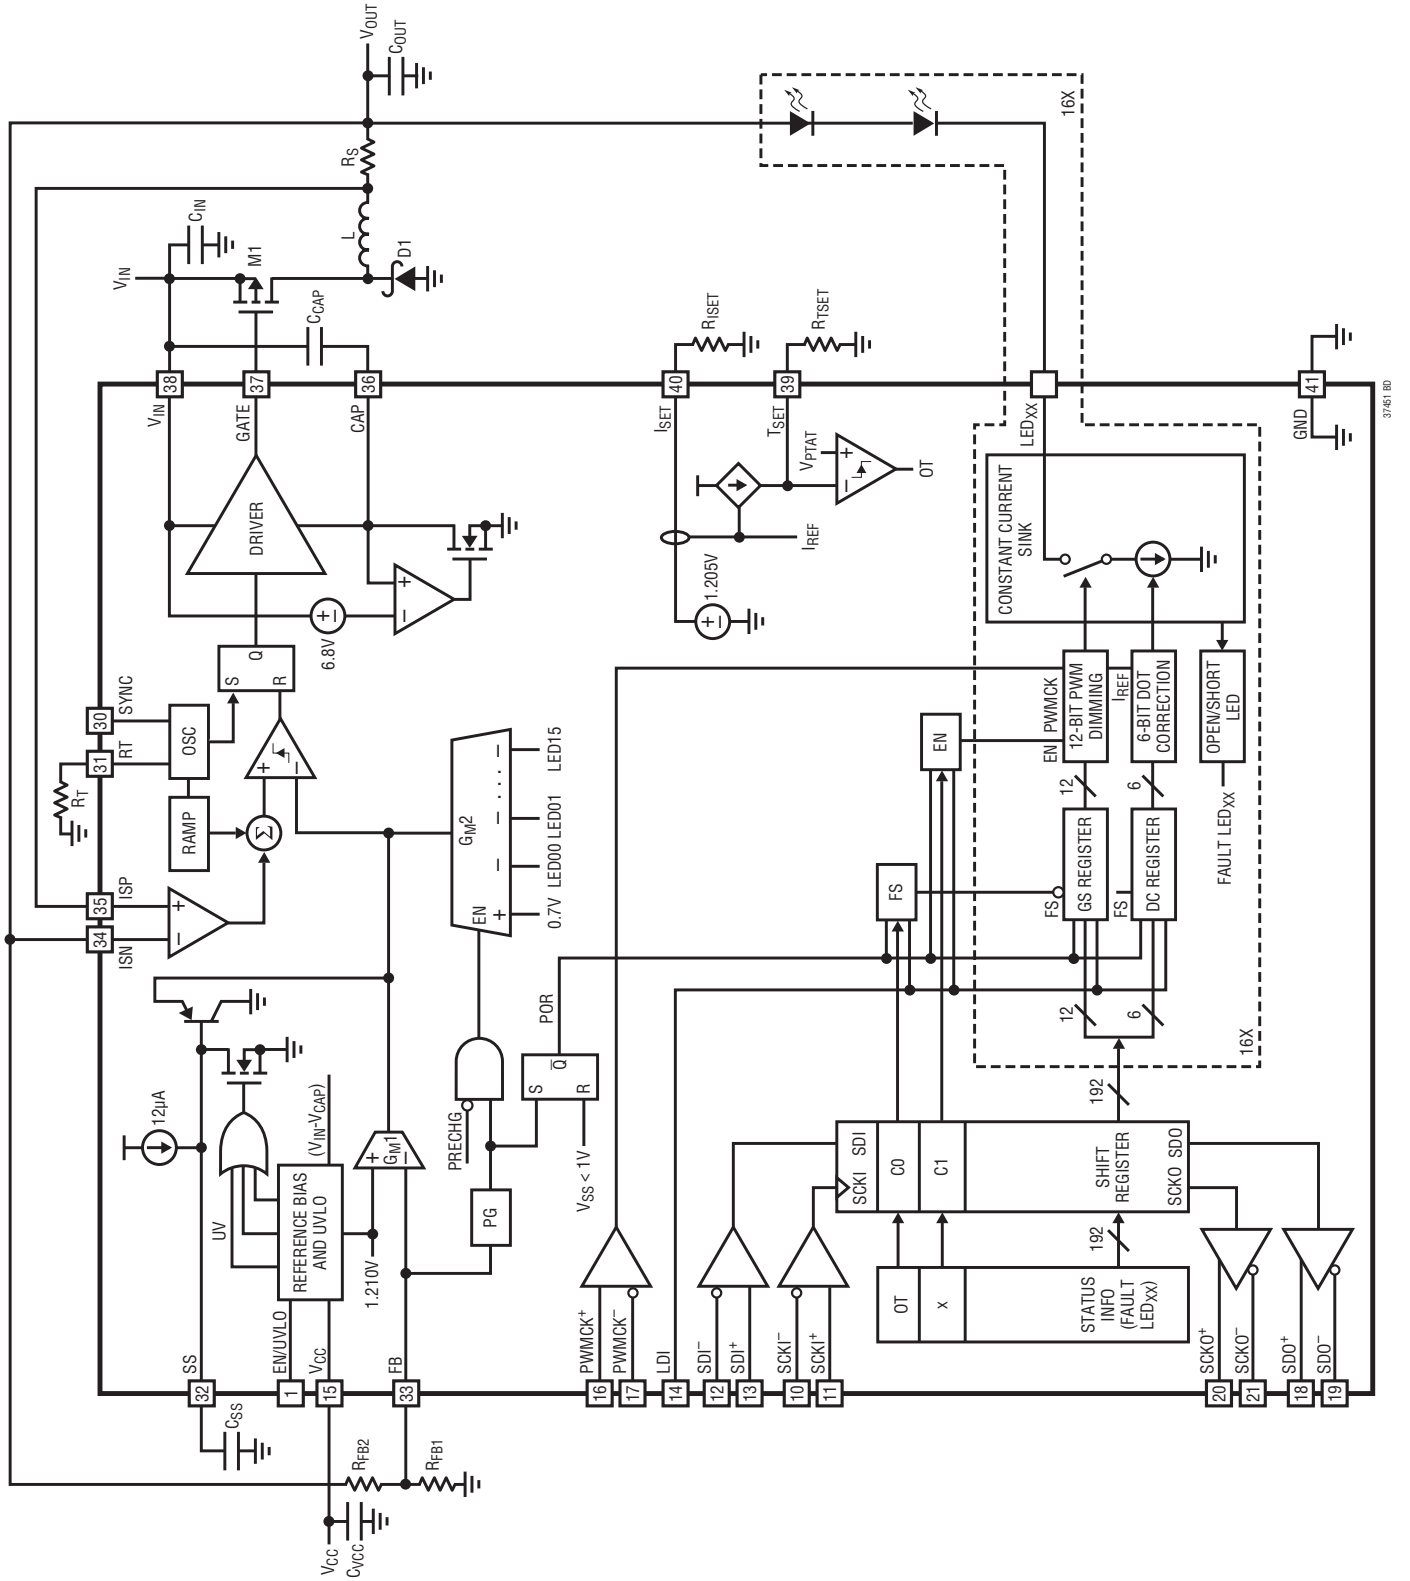 VCC
CVCC
RFB2
RFB1
CSS
32
SS
1
EN/UVLO
15
VCC
33
FB
16
PWMCK+
17
PWMCK−
14
LDI
12
SDI−
13
SDI+
10
SCKI−
11
SCKI+
20
SCKO+
21
SCKO−
18
SDO+
19
SDO−
12µA
UV
REFERENCE BIAS
AND UVLO
(VIN-VCAP)
1.210V
+
GM1
−
PG
PRECHG
VSS < 1V
S
Q
R
POR
OT
x
STATUS
INFO
(FAULT
LEDXX)
192
SCKI SDI
C0
C1
SHIFT
REGISTER
SCKO SDO
192
34
ISN
35
ISP
−
+
RT
31
RT
30
SYNC
RAMP
OSC
Σ
+
−
S
Q
R
EN
GM2
+
−
−
−
. . . .
0.7V
LED00
LED01
LED15
6.8V
+
−
−
+
DRIVER
VIN
38
GATE
37
CAP
36
VIN
CIN
M1
CCAP
D1
L
RS
VOUT
COUT
ISET
40
RISET
TSET
39
RTSET
1.205V
+
−
IREF
VPTAT
−
+
OT
FS
EN
16X
12
6
FS
GS REGISTER
FS
DC REGISTER
12
6
EN PWMCK
12-BIT PWM
DIMMING
IREF
6-BIT DOT
CORRECTION
OPEN/SHORT
LED
FAULT LEDXX
CONSTANT CURRENT
SINK
LEDXX
16X
GND
41
37451 BD